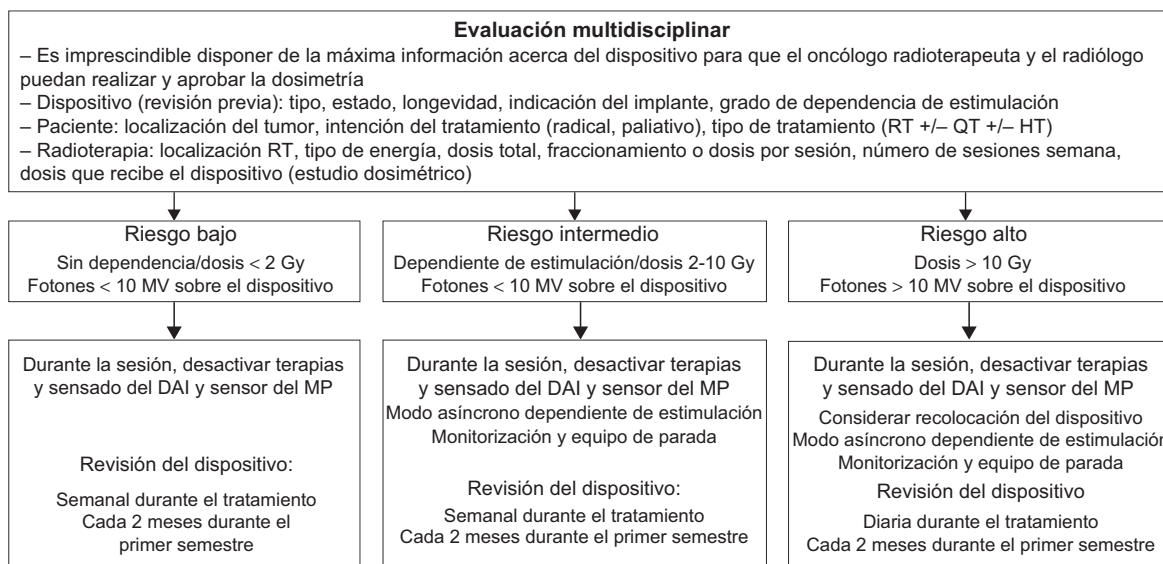 Evaluación multidisciplinar
– Es imprescindible disponer de la máxima información acerca del dispositivo para que el oncólogo radioterapeuta y el radiólogo
puedan realizar y aprobar la dosimetría
– Dispositivo (revisión previa): tipo, estado, longevidad, indicación del implante, grado de dependencia de estimulación
– Paciente: localización del tumor, intención del tratamiento (radical, paliativo), tipo de tratamiento (RT +/– QT +/– HT)
– Radioterapia: localización RT, tipo de energía, dosis total, fraccionamiento o dosis por sesión, número de sesiones semana,
dosis que recibe el dispositivo (estudio dosimétrico)
Riesgo bajo
Sin dependencia/dosis < 2 Gy
Fotones < 10 MV sobre el dispositivo
Riesgo intermedio
Dependiente de estimulación/dosis 2-10 Gy
Fotones < 10 MV sobre el dispositivo
Riesgo alto
Dosis > 10 Gy
Fotones > 10 MV sobre el dispositivo
Durante la sesión, desactivar terapias
y sensado del DAI y sensor del MP
Revisión del dispositivo:
Semanal durante el tratamiento
Cada 2 meses durante el
primer semestre
Durante la sesión, desactivar terapias
y sensado del DAI y sensor del MP
Modo asíncrono dependiente de estimulación
Monitorización y equipo de parada
Revisión del dispositivo:
Semanal durante el tratamiento
Cada 2 meses durante el primer semestre
Durante la sesión, desactivar terapias
y sensado del DAI y sensor del MP
Considerar recolocación del dispositivo
Modo asíncrono dependiente de estimulación
Monitorización y equipo de parada
Revisión del dispositivo
Diaria durante el tratamiento
Cada 2 meses durante el primer semestre